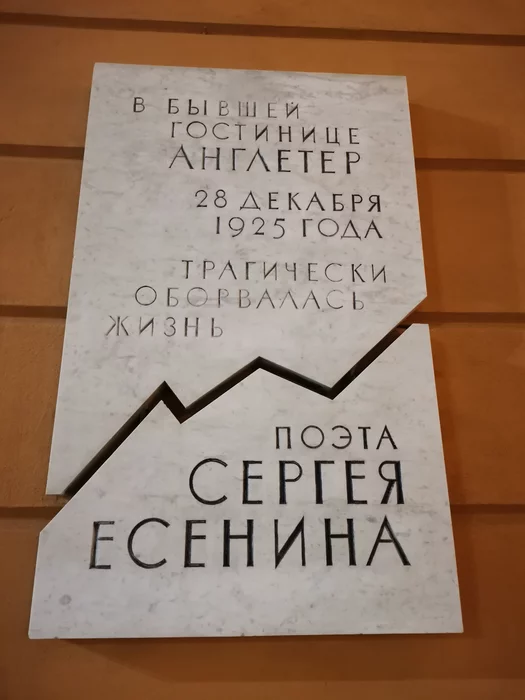 В БЫВШЕЙ
ГОСТИНИЦЕ
АНГЛЕТЕР
28 ДЕКАБРЯ
1925 ГОДА
ТРАГИЧЕСКИ
ОБОРВАЛАСЬ
ЖИЗНЬ
ПОЭТА
СЕРГЕЯ
ЕСЕНИНА